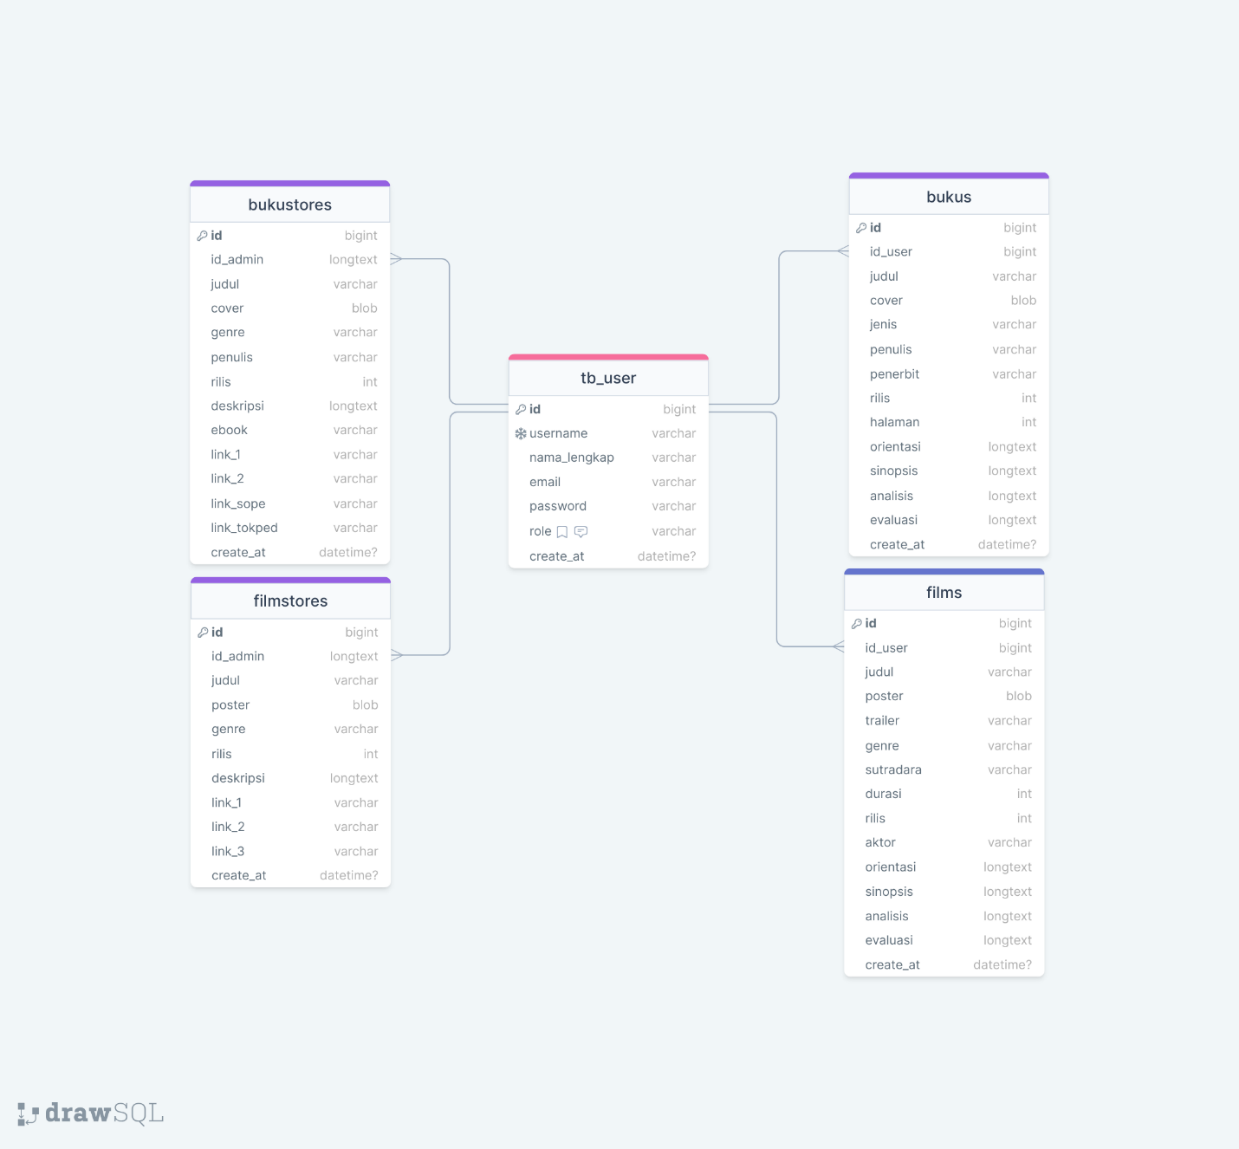 bukustores
id bigint
id_admin longtext
judul varchar
cover blob
genre varchar
penulis varchar
rilis int
deskripsi longtext
ebook varchar
link_1 varchar
link_2 varchar
link_sope varchar
link_tokped varchar
create_at datetime?
filmstores
id bigint
id_admin longtext
judul varchar
poster blob
genre varchar
rilis int
deskripsi longtext
link_1 varchar
link_2 varchar
link_3 varchar
create_at datetime?
tb_user
id bigint
username varchar
nama_lengkap varchar
email varchar
password varchar
role varchar
create_at datetime?
bukus
id bigint
id_user bigint
judul varchar
cover blob
jenis varchar
penulis varchar
penerbit varchar
rilis int
halaman int
orientasi longtext
sinopsis longtext
analisis longtext
evaluasi longtext
create_at datetime?
films
id bigint
id_user bigint
judul varchar
poster blob
trailer varchar
genre varchar
sutradara varchar
durasi int
rilis int
aktor varchar
orientasi longtext
sinopsis longtext
analisis longtext
evaluasi longtext
create_at datetime?
drawSQL